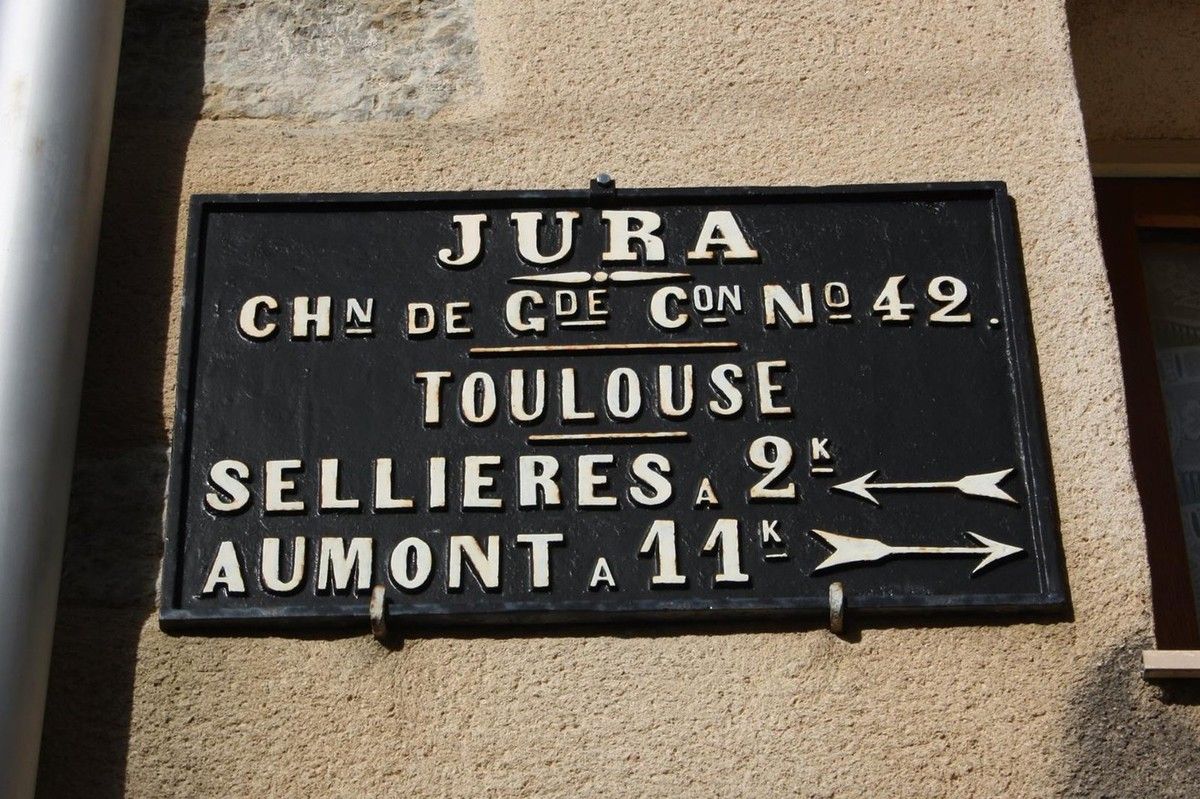 JURA
CHN DE GDE CON NO 42.
TOULOUSE
SELLIERES A 2K
AUMONT A 11K